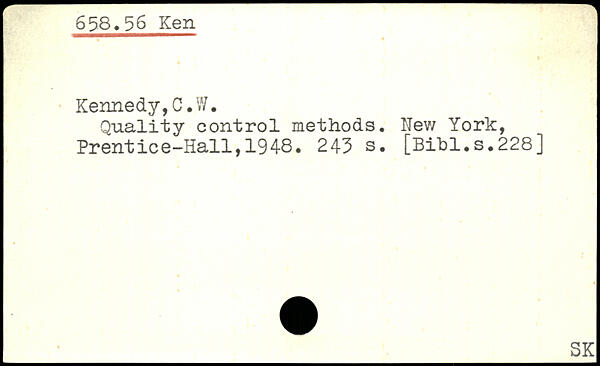 658.56 Ken
Kennedy,C.W.
Quality control methods. New York,
Prentice-Hall,1948. 243 s. [Bibl.s.228]
SK